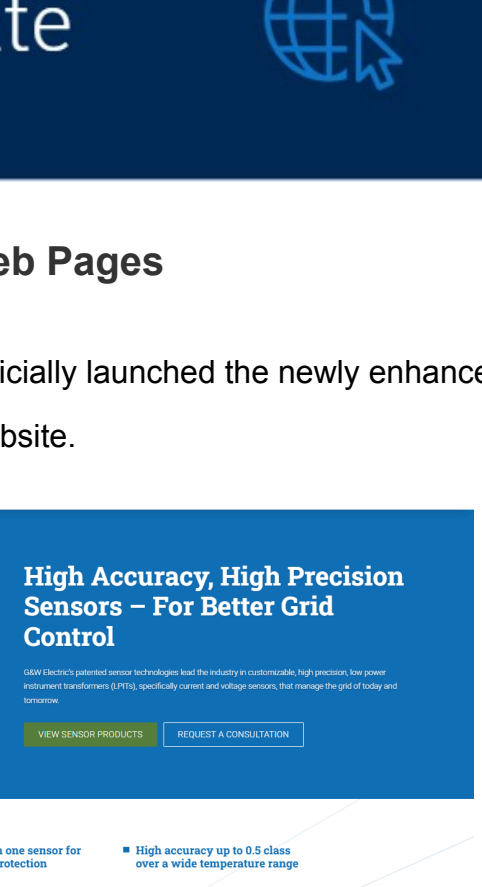 te
eb Pages
icially launched the newly enhance
bsite.
High Accuracy, High Precision
Sensors – For Better Grid
Control
G&W Electric's patented sensor technologies lead the industry in customizable, high precision, low power
instrument transformers (LPITs), specifically current and voltage sensors, that manage the grid of today and
tomorrow.
VIEW SENSOR PRODUCTS REQUEST A CONSULTATION
one sensor for
rotection
High accuracy up to 0.5 class
over a wide temperature range